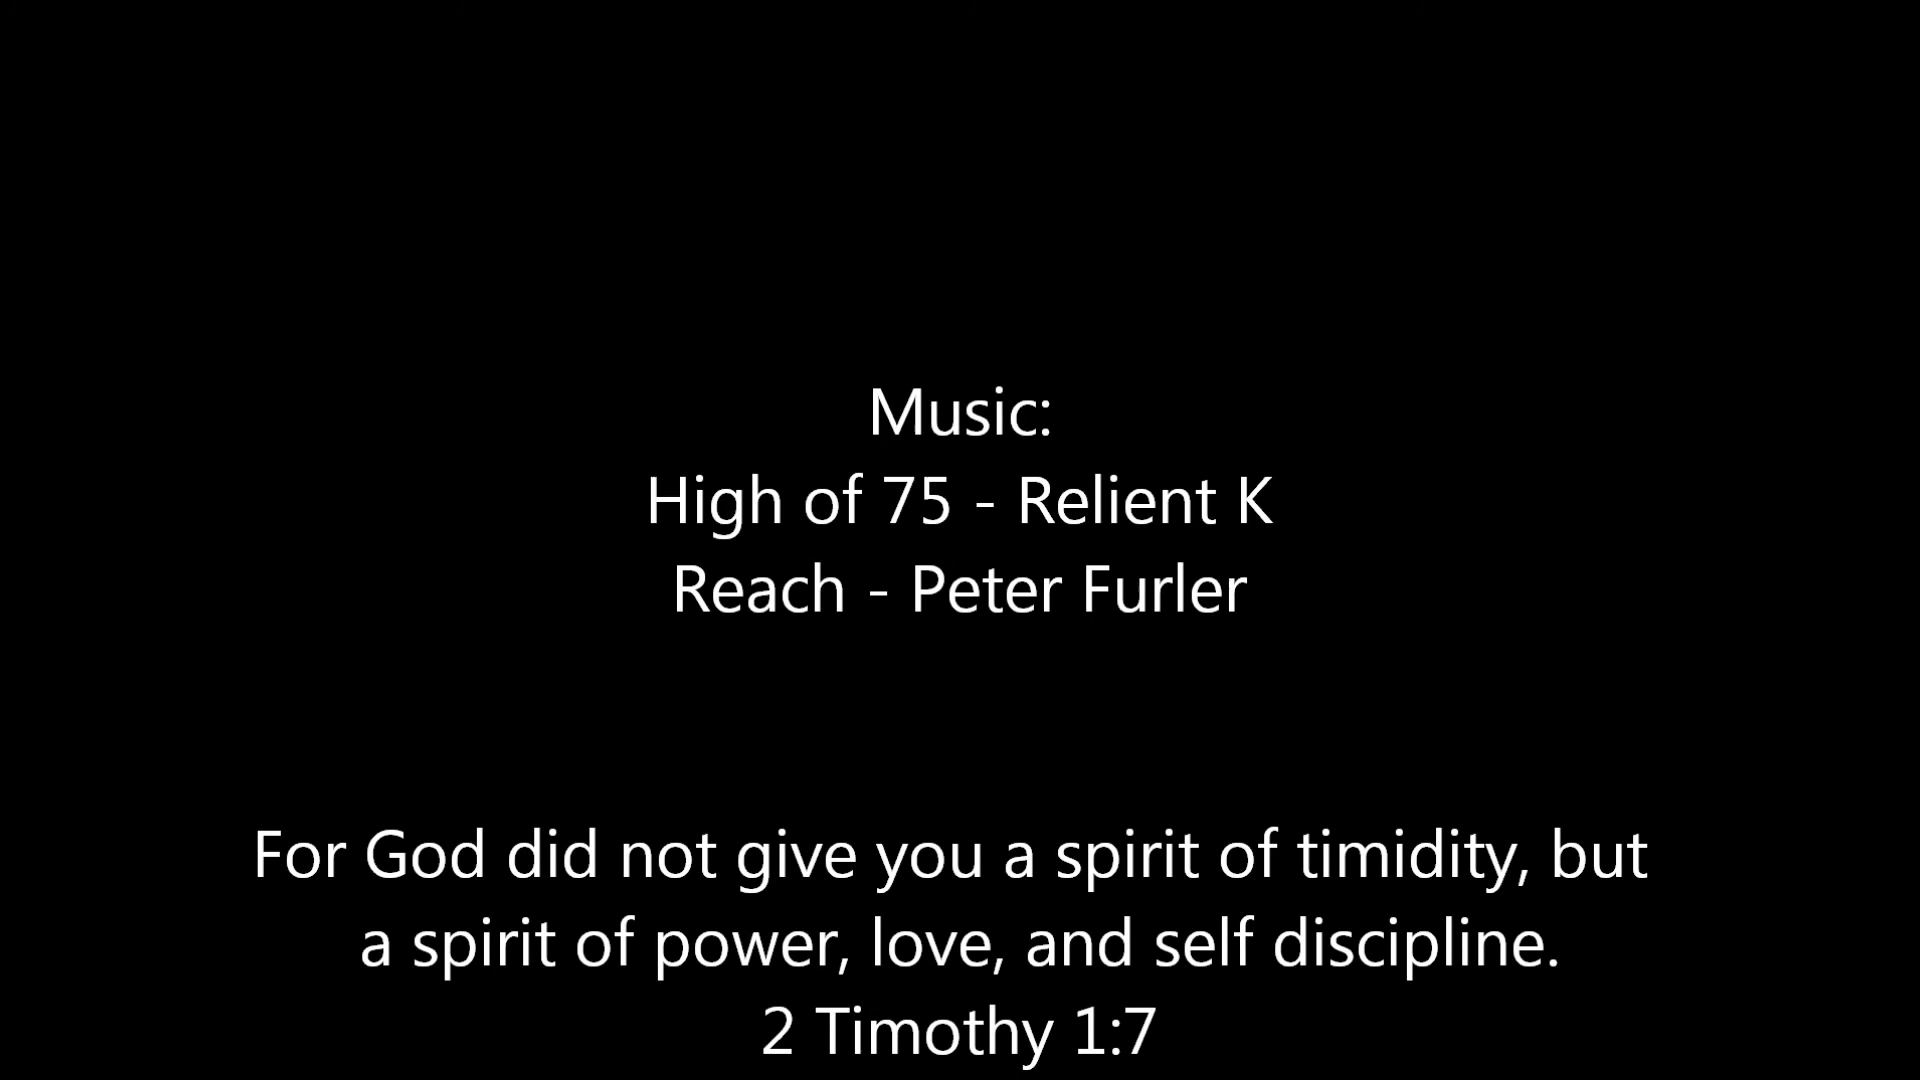 Music:
High of 75 - Relient K
Reach - Peter Furler
For God did not give you a spirit of timidity, but
a spirit of power, love, and self discipline.
2 Timothy 1:7